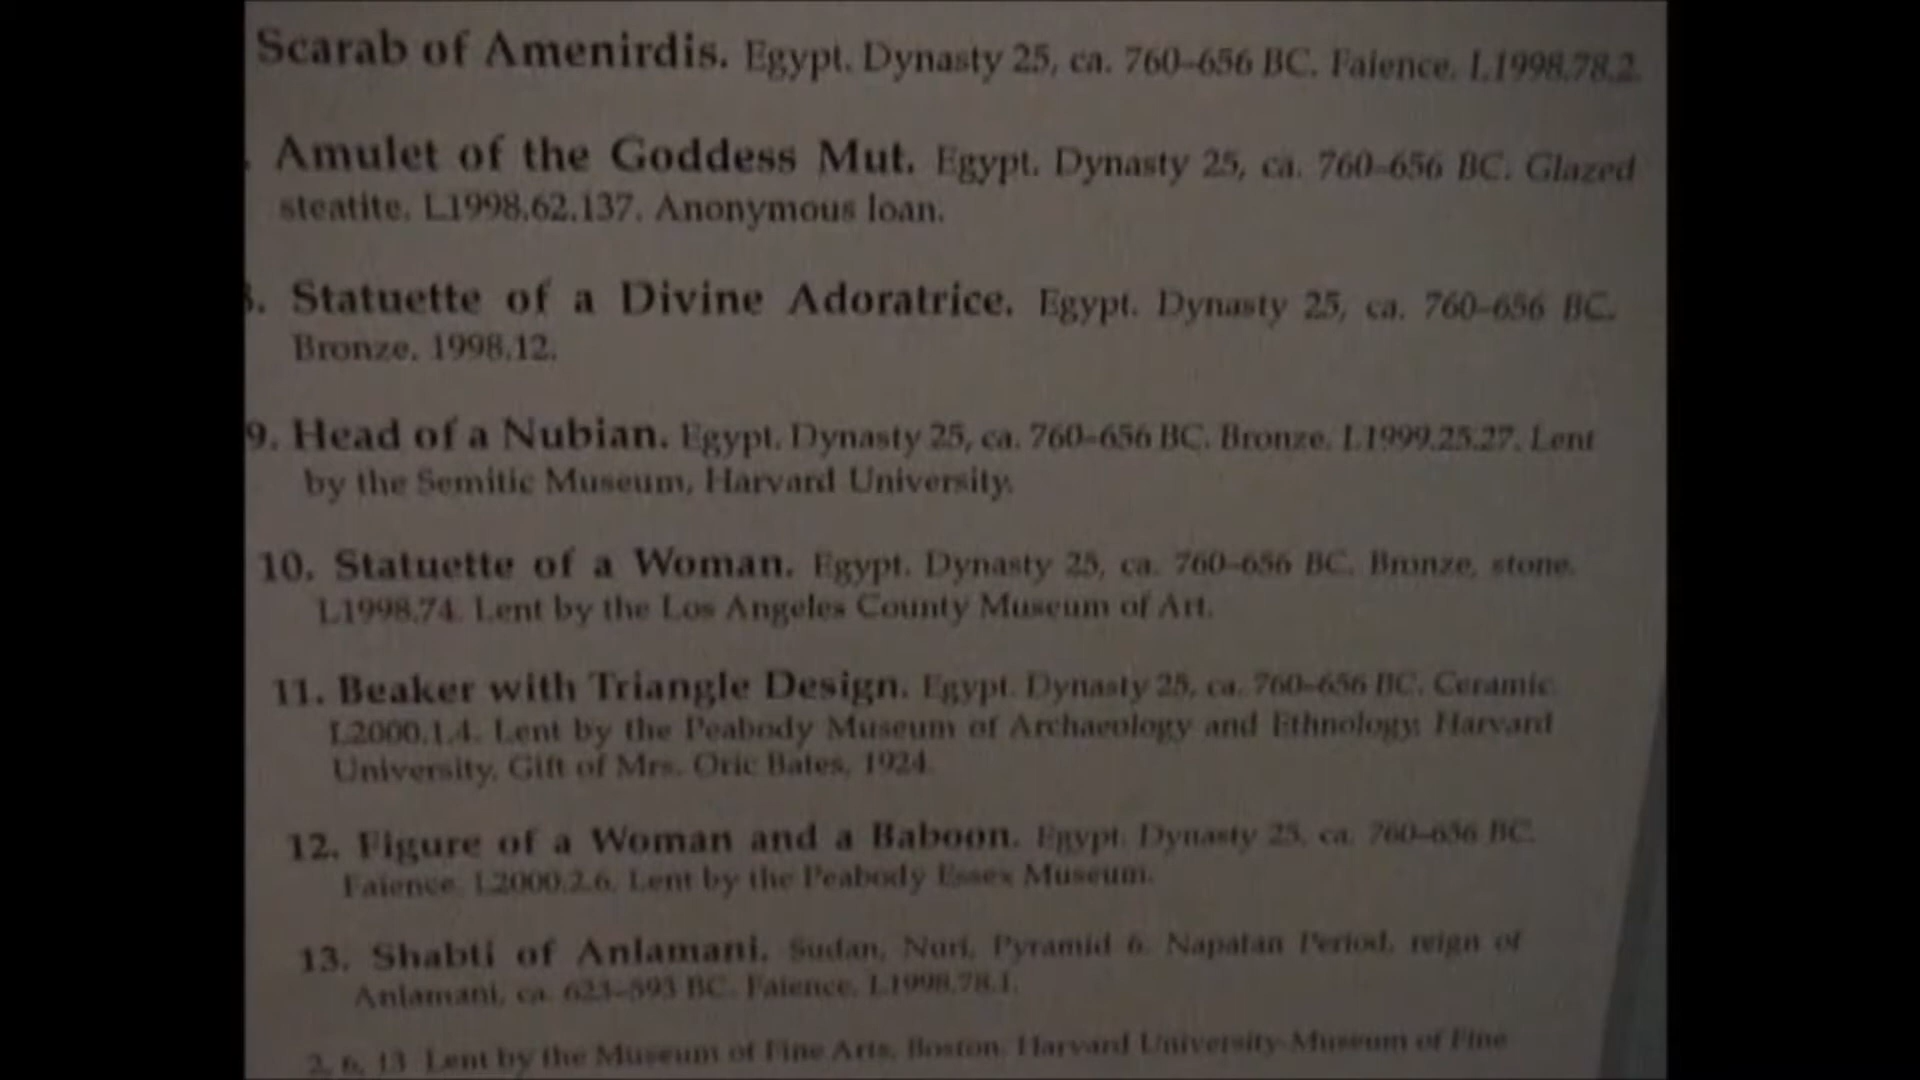 Scarab of Amenirdis. Egypt. Dynasty 25, ca. 760–656 BC. Faience. L1998.78.2.
. Amulet of the Goddess Mut. Egypt. Dynasty 25, ca. 760–656 BC. Glazed
steatite. L1998.62.137. Anonymous loan.
8. Statuette of a Divine Adoratrice. Egypt. Dynasty 25, ca. 760–656 BC.
Bronze. 1998.12.
9. Head of a Nubian. Egypt. Dynasty 25, ca. 760–656 BC. Bronze. L1999.25.27. Lent
by the Semitic Museum, Harvard University.
10. Statuette of a Woman. Egypt. Dynasty 25, ca. 760–656 BC. Bronze, stone.
L1998.74. Lent by the Los Angeles County Museum of Art.
11. Beaker with Triangle Design. Egypt. Dynasty 25, ca. 760–656 BC. Ceramic.
L2000.1.4. Lent by the Peabody Museum of Archaeology and Ethnology, Harvard
University. Gift of Mrs. Oric Bates, 1924.
12. Figure of a Woman and a Baboon. Egypt. Dynasty 25, ca. 760–656 BC.
Faience. L2000.2.6. Lent by the Peabody Essex Museum.
13. Shabti of Anlamani. Sudan, Nuri, Pyramid 6. Napatan Period, reign of
Anlamani, ca. 623–593 BC. Faience. L1998.78.1.
2, 6, 13 Lent by the Museum of Fine Arts, Boston. Harvard University-Museum of Fine